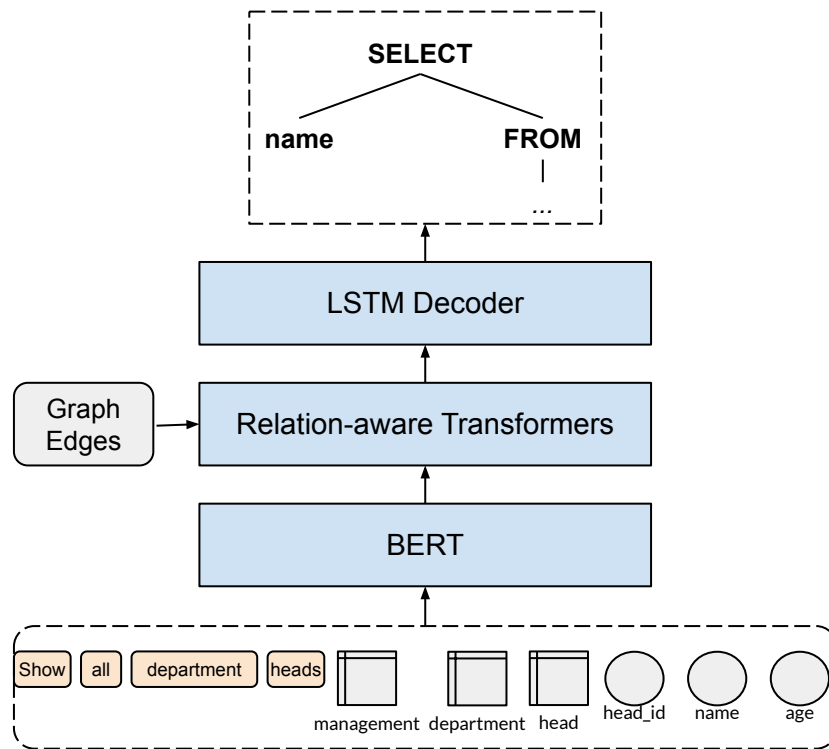 SELECT
name FROM
...
LSTM Decoder
Graph
Edges
Relation-aware Transformers
BERT
Show all department heads
management department head head_id name age